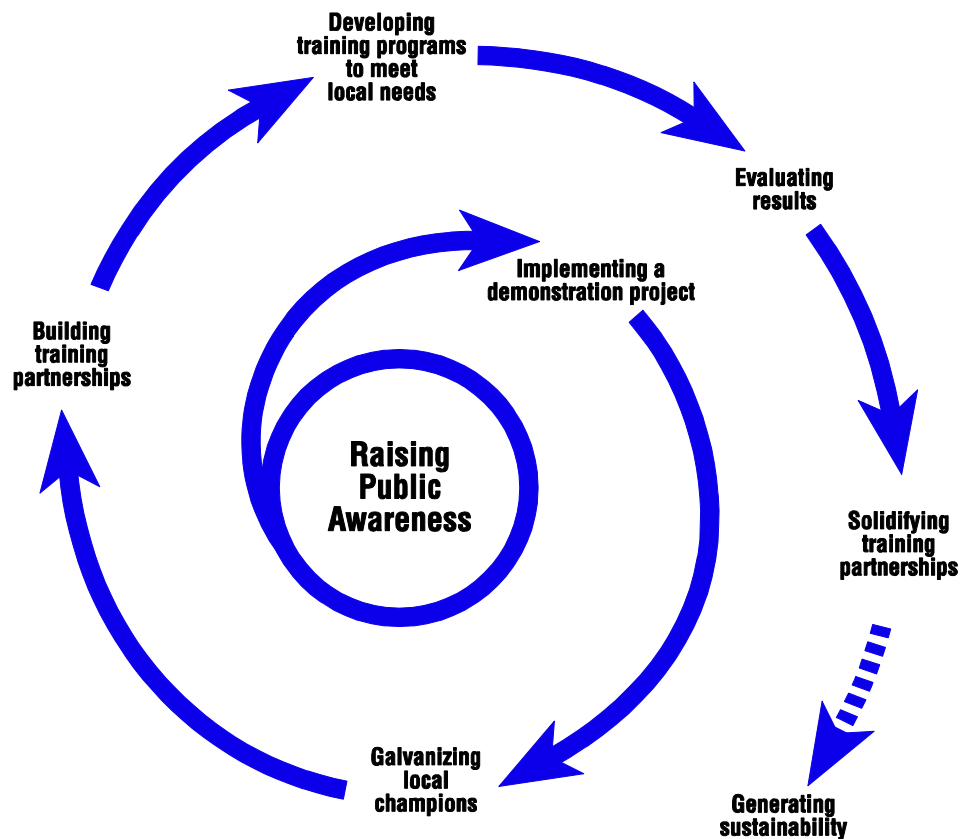 Developing
training programs
to meet
local needs
Evaluating
results
Implementing a
demonstration project
Building
training
partnerships
Raising
Public
Awareness
Solidifying
training
partnerships
Galvanizing
local
champions
Generating
sustainability